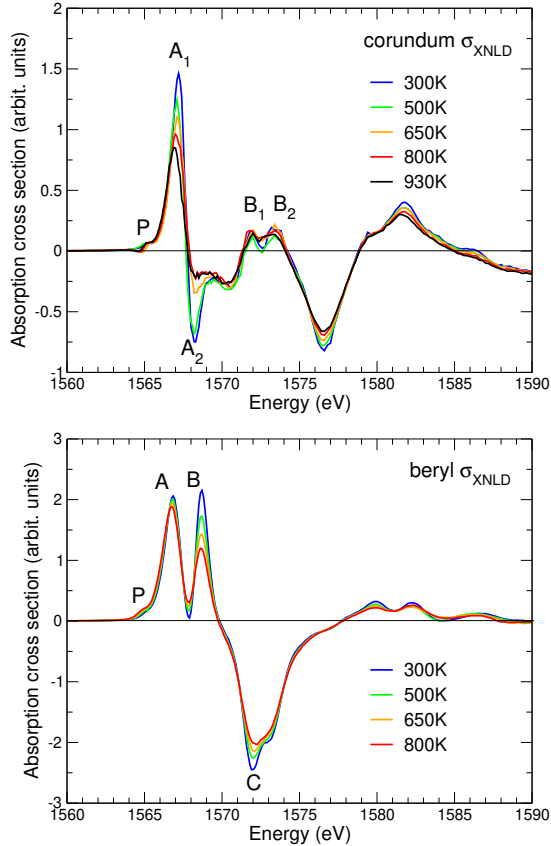 corundum σXNLD
300K
500K
650K
800K
930K
A1
P
B1 B2
A2
Absorption cross section (arbit. units)
2
1.5
1
0.5
0
-0.5
-1
1560 1565 1570 1575 1580 1585 1590
Energy (eV)
beryl σXNLD
A B
P
C
300K
500K
650K
800K
Absorption cross section (arbit. units)
3
2
1
0
-1
-2
-3
1560 1565 1570 1575 1580 1585 1590
Energy (eV)